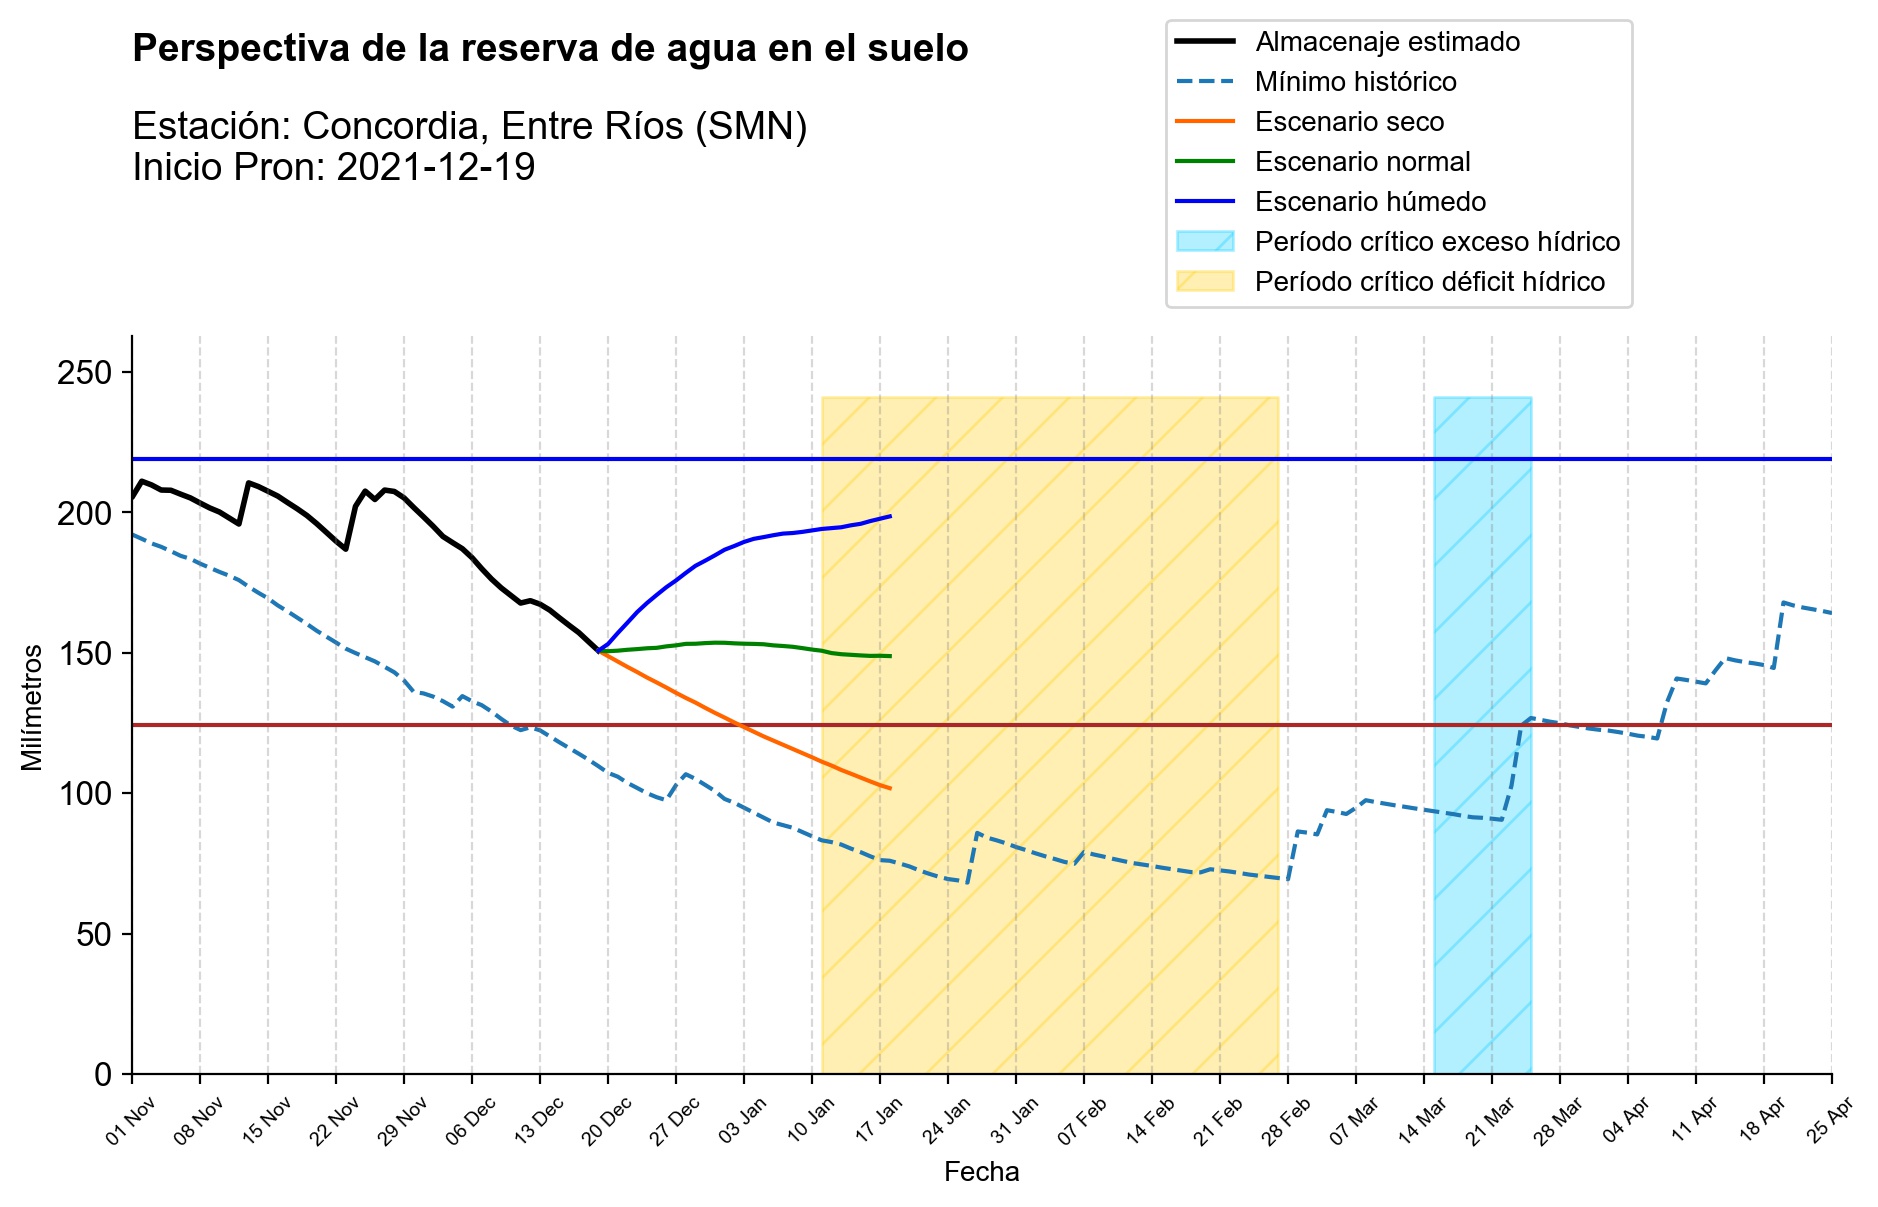 Perspectiva de la reserva de agua en el suelo
Estación: Concordia, Entre Ríos (SMN)
Inicio Pron: 2021-12-19
Almacenaje estimado
Mínimo histórico
Escenario seco
Escenario normal
Escenario húmedo
Período crítico exceso hídrico
Período crítico déficit hídrico
Milímetros
250
200
150
100
50
0
01 Nov
08 Nov
15 Nov
22 Nov
29 Nov
06 Dec
13 Dec
20 Dec
27 Dec
03 Jan
10 Jan
17 Jan
24 Jan
31 Jan
07 Feb
14 Feb
21 Feb
28 Feb
07 Mar
14 Mar
21 Mar
28 Mar
04 Apr
11 Apr
18 Apr
25 Apr
Fecha